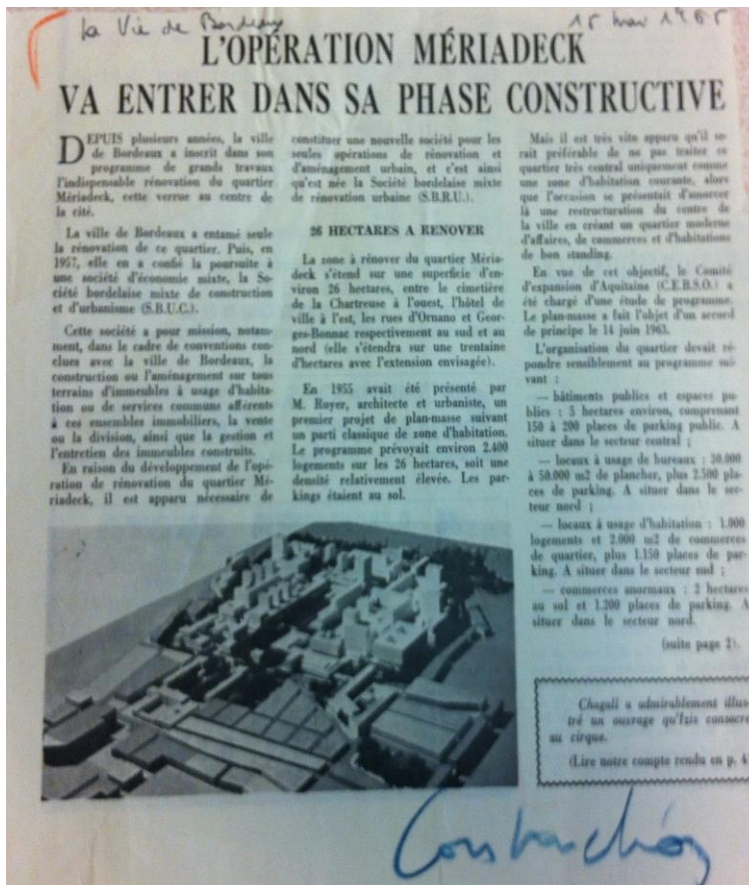 la Vie de Bordeaux
15 mai 1965
L'OPÉRATION MÉRIADECK
VA ENTRER DANS SA PHASE CONSTRUCTIVE
DEPUIS plusieurs années, la ville
de Bordeaux a inscrit dans son
programme de grands travaux
l'indispensable rénovation du quartier
Mériadeck, cette verrue au centre de
la cité.
La ville de Bordeaux a entamé seule
la rénovation de ce quartier. Puis, en
1957, elle en a confié la poursuite à
une société d'économie mixte, la So-
ciété bordelaise mixte de construction
et d'urbanisme (S.B.U.C.).
Cette société a pour mission, notam-
ment, dans le cadre de conventions con-
clues avec la ville de Bordeaux, la
construction ou l'aménagement sur tous
terrains d'immeubles à usage d'habita-
tion ou de services communs afférents
à ces ensembles immobiliers, la vente
ou la division, ainsi que la gestion et
l'entretien des immeubles construits.
En raison du développement de l'opé-
ration de rénovation du quartier Mé-
riadeck, il est apparu nécessaire de
constituer une nouvelle société pour les
seules opérations de rénovation et
d'aménagement urbain, et c'est ainsi
qu'est née la Société bordelaise mixte
de rénovation urbaine (S.B.R.U.).
26 HECTARES A RENOVER
La zone à rénover du quartier Méria-
deck s'étend sur une superficie d'en-
viron 26 hectares, entre le cimetière
de la Chartreuse à l'ouest, l'hôtel de
ville à l'est, les rues d'Ornano et Geor-
ges-Bonnac respectivement au sud et au
nord (elle s'étendra sur une trentaine
d'hectares avec l'extension envisagée).
En 1955 avait été présenté par
M. Royer, architecte et urbaniste, un
premier projet de plan-masse suivant
un parti classique de zone d'habitation.
Le programme prévoyait environ 2.400
logements sur les 26 hectares, soit une
densité relativement élevée. Les par-
kings étaient au sol.
Mais il est très vite apparu qu'il se-
rait préférable de ne pas traiter ce
quartier très central uniquement comme
une zone d'habitation courante, alors
que l'occasion se présentait d'amorcer
là une restructuration du centre de
la ville en créant un quartier moderne
d'affaires, de commerces et d'habitations
de bon standing.
En vue de cet objectif, le Comité
d'expansion d'Aquitaine (C.E.B.S.O.) a
été chargé d'une étude de programme.
Le plan-masse a fait l'objet d'un accord
de principe le 14 juin 1963.
L'organisation du quartier devait ré-
pondre sensiblement au programme sui-
vant :
— bâtiments publics et espaces pu-
blics : 5 hectares environ, comprenant
150 à 200 places de parking public. A
situer dans le secteur central ;
— locaux à usage de bureaux : 30.000
à 50.000 m2 de plancher, plus 2.500 pla-
ces de parking. A situer dans le sec-
teur nord ;
— locaux à usage d'habitation : 1.000
logements et 2.000 m2 de commerces
de quartier, plus 1.150 places de par-
king. A situer dans le secteur sud ;
— commerces anormaux : 2 hectares
au sol et 1.200 places de parking. A
situer dans le secteur nord.
(suite page 2).
Chagall a admirablement illus-
tré un ouvrage qu'Izis consacre
au cirque.
(Lire notre compte rendu en p. 4)